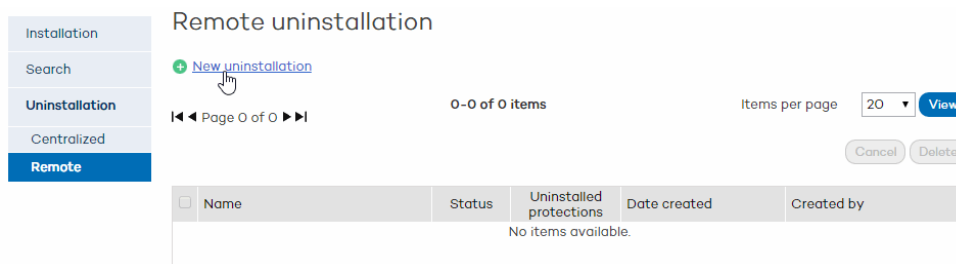 Remote uninstallation
Installation
Search
Uninstallation
Centralized
Remote
New uninstallation
Page 0 of 0
0-0 of 0 items
Items per page
20
View
Cancel
Delete
Name
Status
Uninstalled
protections
Date created
Created by
No items available.